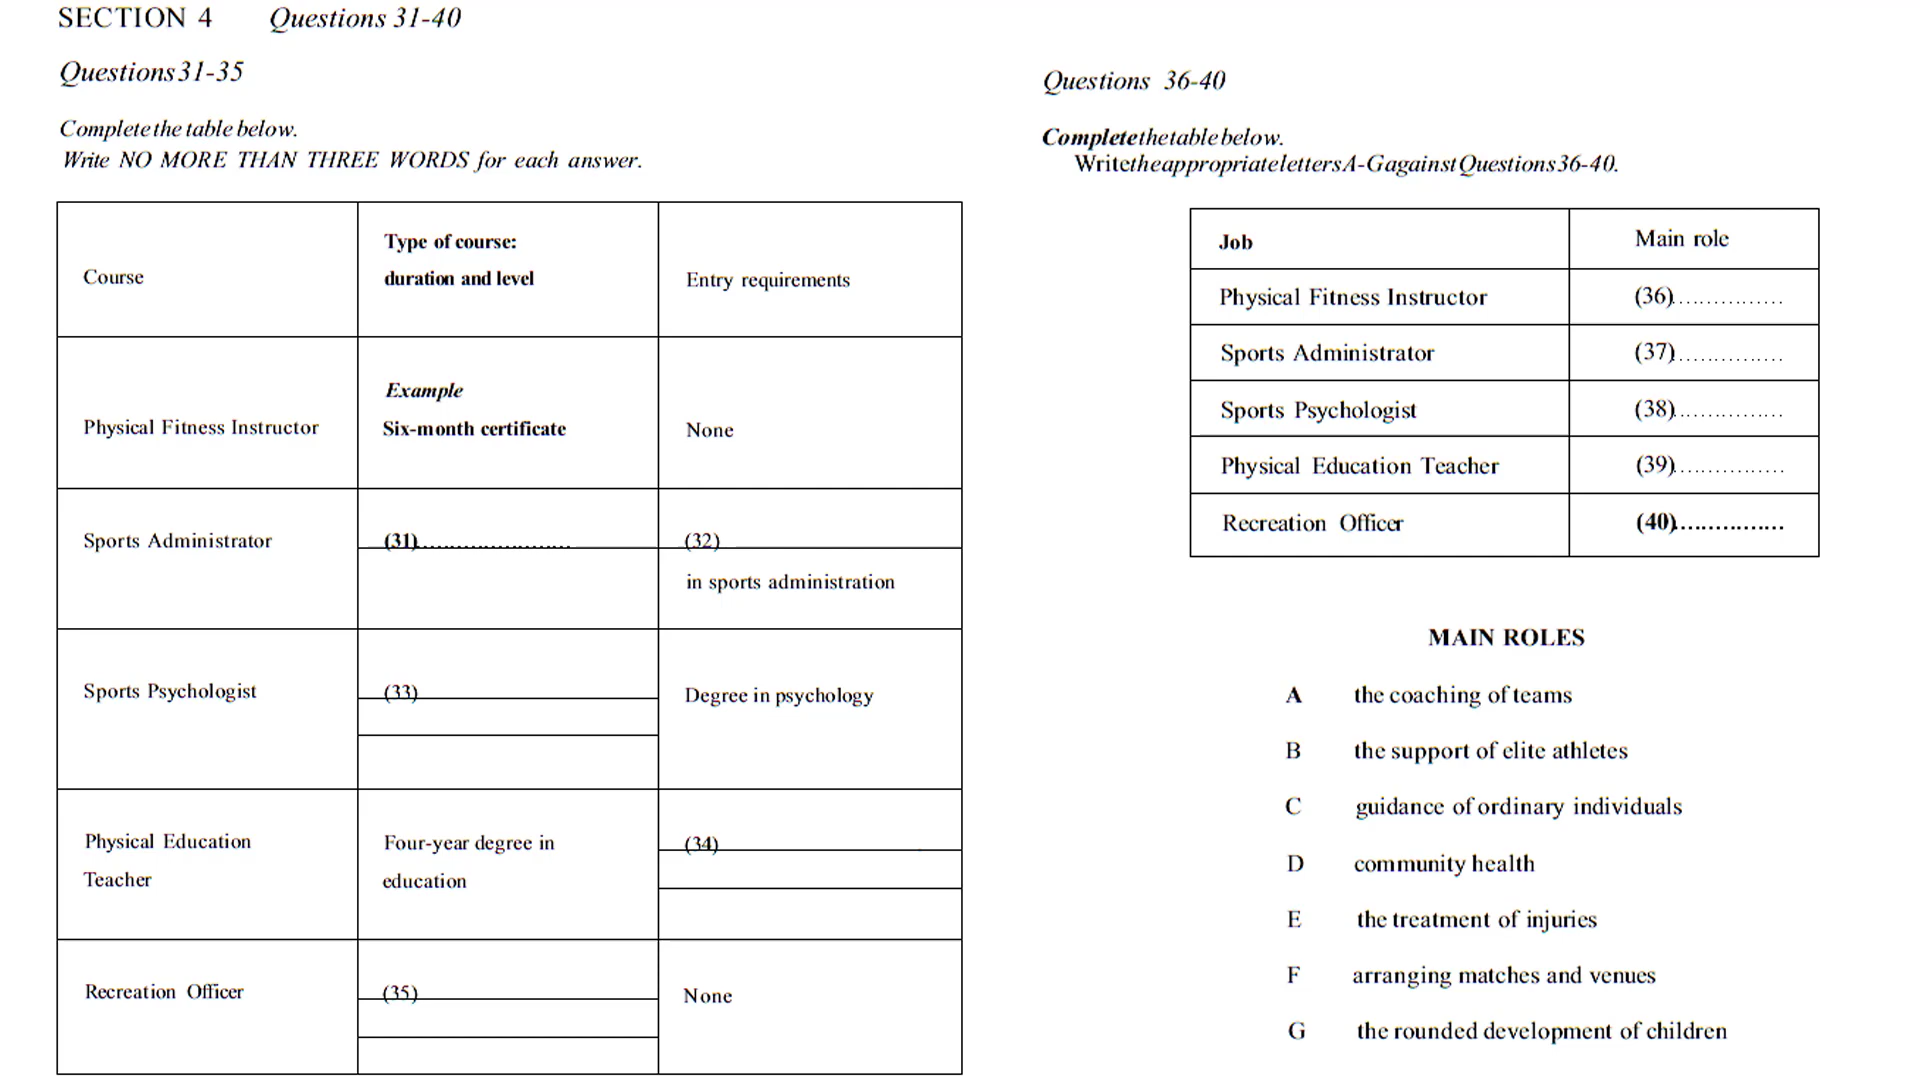 SECTION 4 Questions 31-40
Questions 31-35
Complete the table below.
Write NO MORE THAN THREE WORDS for each answer.
Course
Type of course:
duration and level
Entry requirements
Physical Fitness Instructor
Example
Six-month certificate
None
Sports Administrator
(31)......................
(32)
in sports administration
Sports Psychologist
(33)
Degree in psychology
Physical Education
Teacher
Four-year degree in
education
(34)
Recreation Officer
(35)
None
Questions 36-40
Complete the table below.
Write the appropriate letters A-G against Questions 36-40.
Job Main role
Physical Fitness Instructor (36)................
Sports Administrator (37)...............
Sports Psychologist (38)...............
Physical Education Teacher (39)...............
Recreation Officer (40)...............
MAIN ROLES
A the coaching of teams
B the support of elite athletes
C guidance of ordinary individuals
D community health
E the treatment of injuries
F arranging matches and venues
G the rounded development of children